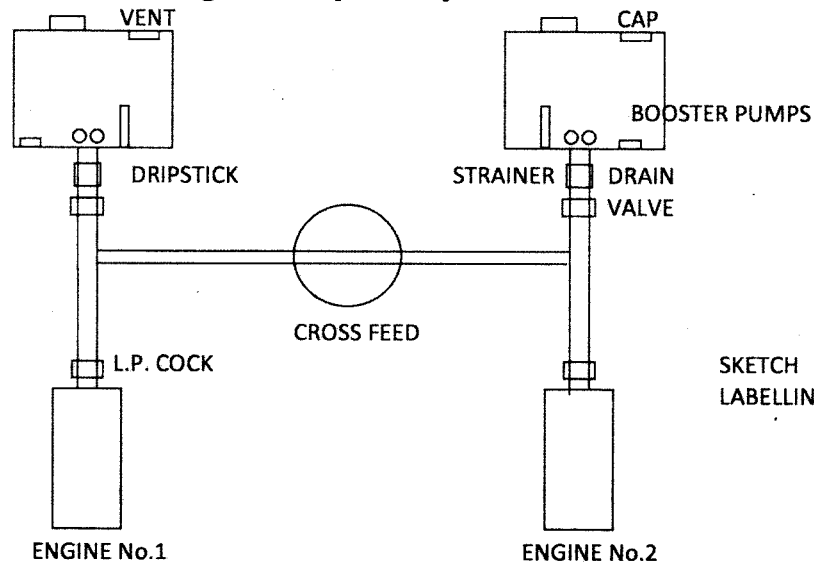 VENT
CAP
BOOSTER PUMPS
DRIPSTICK
STRAINER
DRAIN
VALVE
CROSS FEED
L.P. COCK
SKETCH
LABELLIN
ENGINE No.1
ENGINE No.2